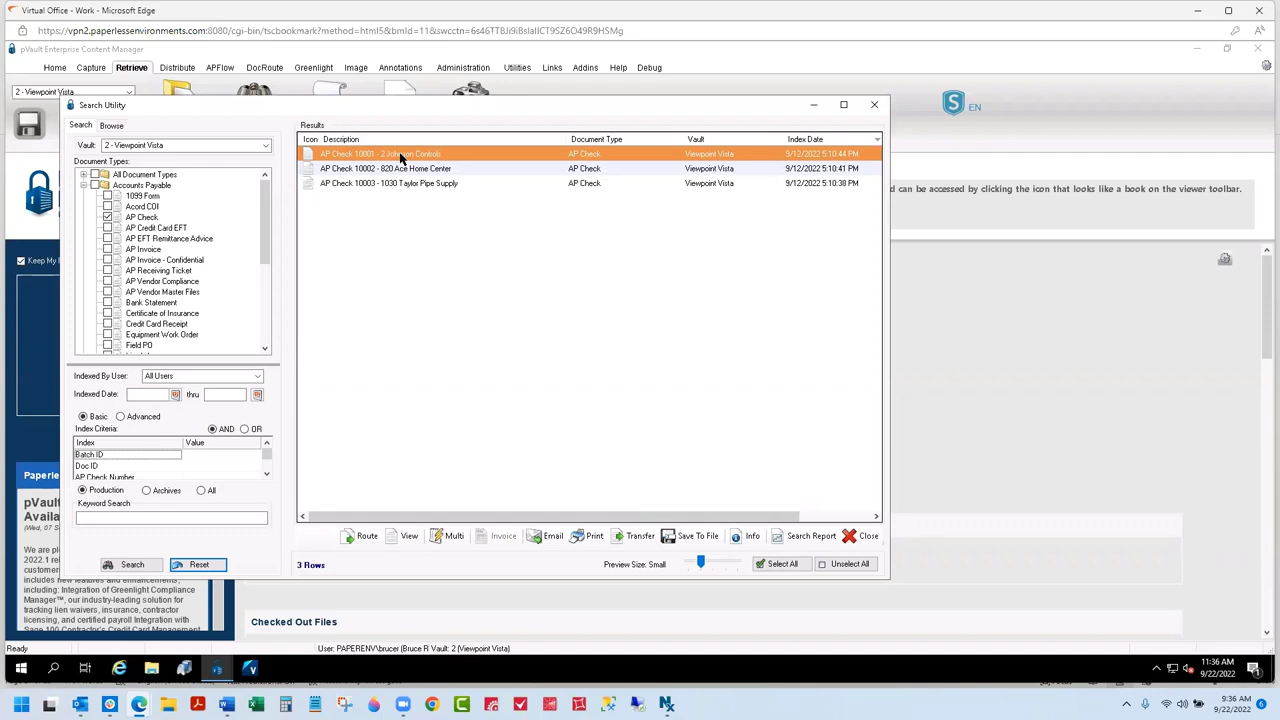 Virtual Office - Work - Microsoft Edge
https://vpn2.paperlessenvironments.com:8080/cgi-bin/tscbookmark?method=html5&bmId=11&swcctn=
pVault Enterprise Content Manager
Home Capture Retrieve Distribute APFlow DocRoute Greenlight Image Annotations Administration Utilities Links Addins Help Debug
2 - Viewpoint Vista
S EN
Search Utility
Search Browse
Vault: 2 - Viewpoint Vista
Document Types:
All Document Types
Accounts Payable
1099 Form
Acord COI
AP Check
AP Credit Card EFT
AP EFT Remittance Advice
AP Invoice
AP Invoice - Confidential
AP Receiving Ticket
AP Vendor Compliance
AP Vendor Master Files
Bank Statement
Certificate of Insurance
Credit Card Receipt
Equipment Work Order
Field PO
Indexed By User: All Users
Indexed Date: thru
Basic Advanced
Index Criteria: AND OR
Index Value
Batch ID
Doc ID
AP Check Number
Production Archives All
Keyword Search
Search Reset
Results
Icon Description Document Type Vault Index Date
AP Check 10001 - 2 Johnson Controls AP Check Viewpoint Vista 9/12/2022 5:10:44 PM
AP Check 10002 - 820 Ace Home Center AP Check Viewpoint Vista 9/12/2022 5:10:41 PM
AP Check 10003 - 1030 Taylor Pipe Supply AP Check Viewpoint Vista 9/12/2022 5:10:38 PM
Route View Multi Invoice Email Print Transfer Save To File Info Search Report Close
3 Rows Preview Size: Small Select All Unselect All
d can be accessed by clicking the icon that looks like a book on the viewer toolbar.
Keep My
Paperle
pVault
Availa
(Wed, 07 S
We are ple
2022.1 rele
custome
includes new features and enhancements,
including: Integration of Greenlight Compliance
Manager™, our industry-leading solution for
tracking lien waivers, insurance, contractor
licensing, and certified payroll Integration with
Sage 100 Contractor's Credit Card Management
Checked Out Files
Ready User: PAPERENV\brucer (Bruce R Vault: 2 (Viewpoint Vista)
11:36 AM
9/22/2022
9:36 AM
9/22/2022